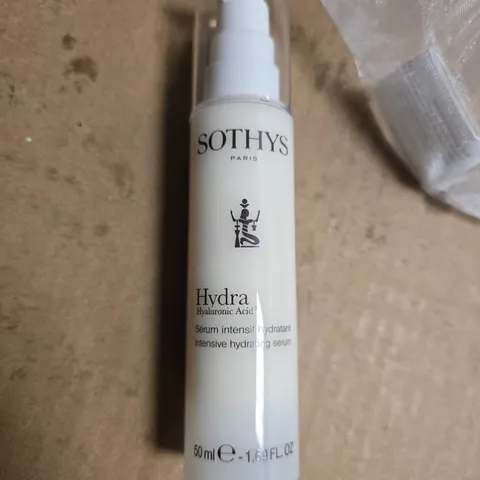 SOTHYS
PARIS
Hydra
Hyaluronic Acid
Sérum intensif hydratant
Intensive hydrating serum
50 ml ℮ - 1.69 FL. OZ